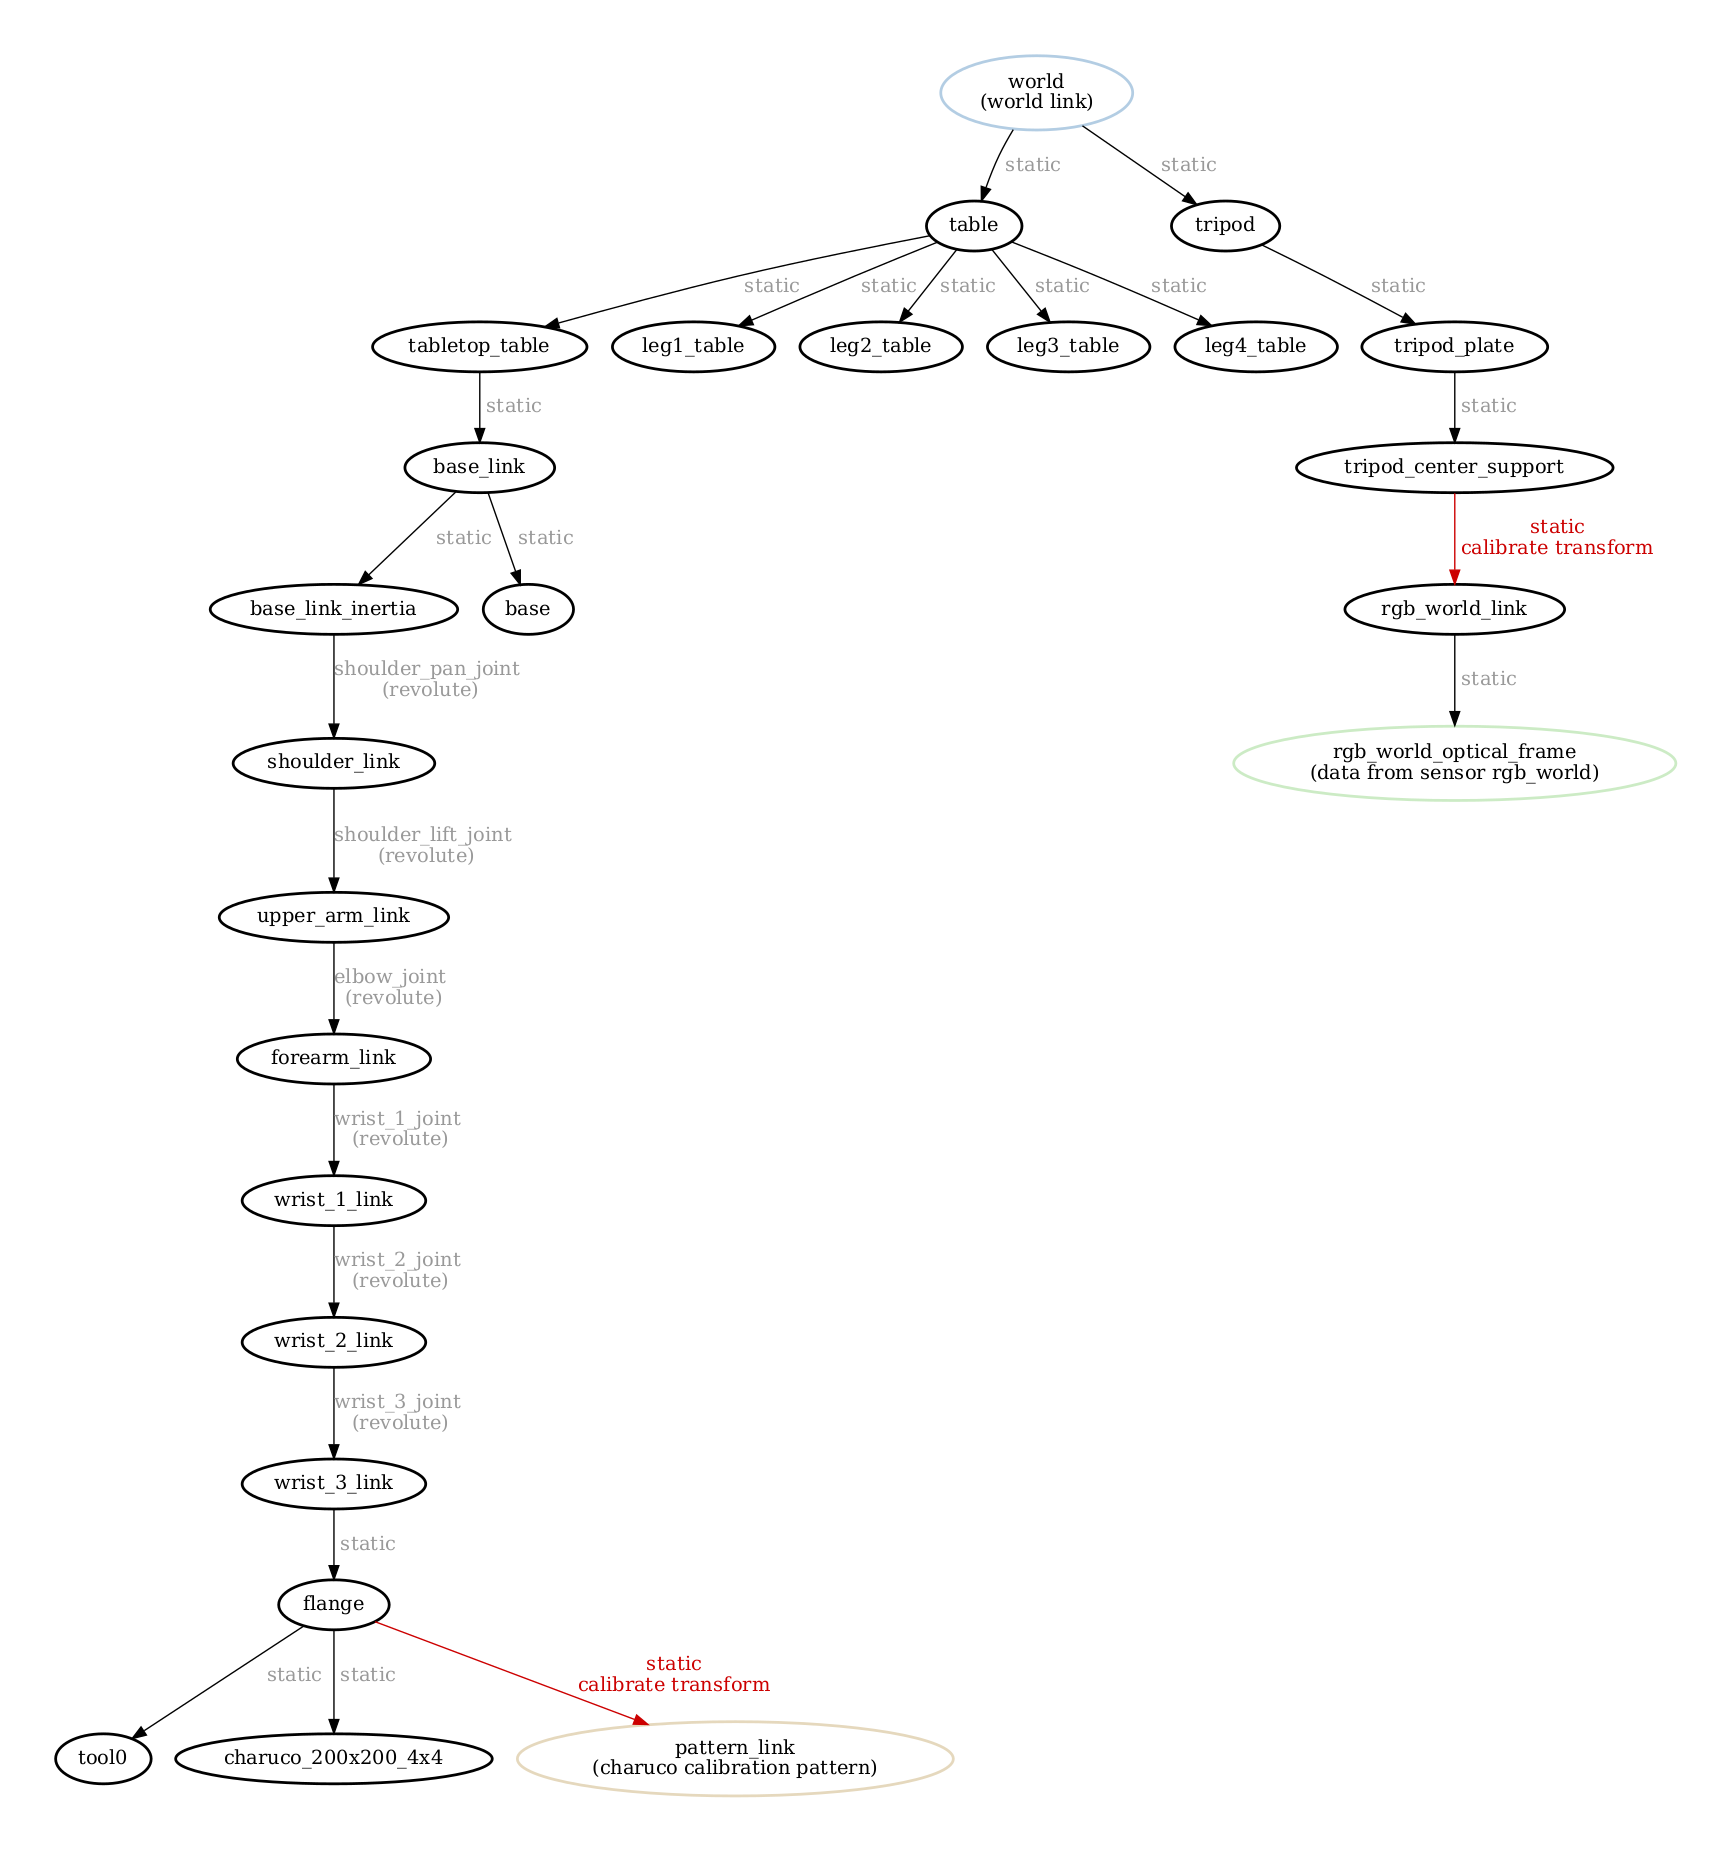 world
(world link)
static
static
table
tripod
static
static
static
static
static
static
tabletop_table
leg1_table
leg2_table
leg3_table
leg4_table
tripod_plate
static
static
base_link
tripod_center_support
static
static
static
calibrate transform
base_link_inertia
base
rgb_world_link
shoulder_pan_joint
(revolute)
static
shoulder_link
rgb_world_optical_frame
(data from sensor rgb_world)
shoulder_lift_joint
(revolute)
upper_arm_link
elbow_joint
(revolute)
forearm_link
wrist_1_joint
(revolute)
wrist_1_link
wrist_2_joint
(revolute)
wrist_2_link
wrist_3_joint
(revolute)
wrist_3_link
static
flange
static
static
static
calibrate transform
tool0
charuco_200x200_4x4
pattern_link
(charuco calibration pattern)